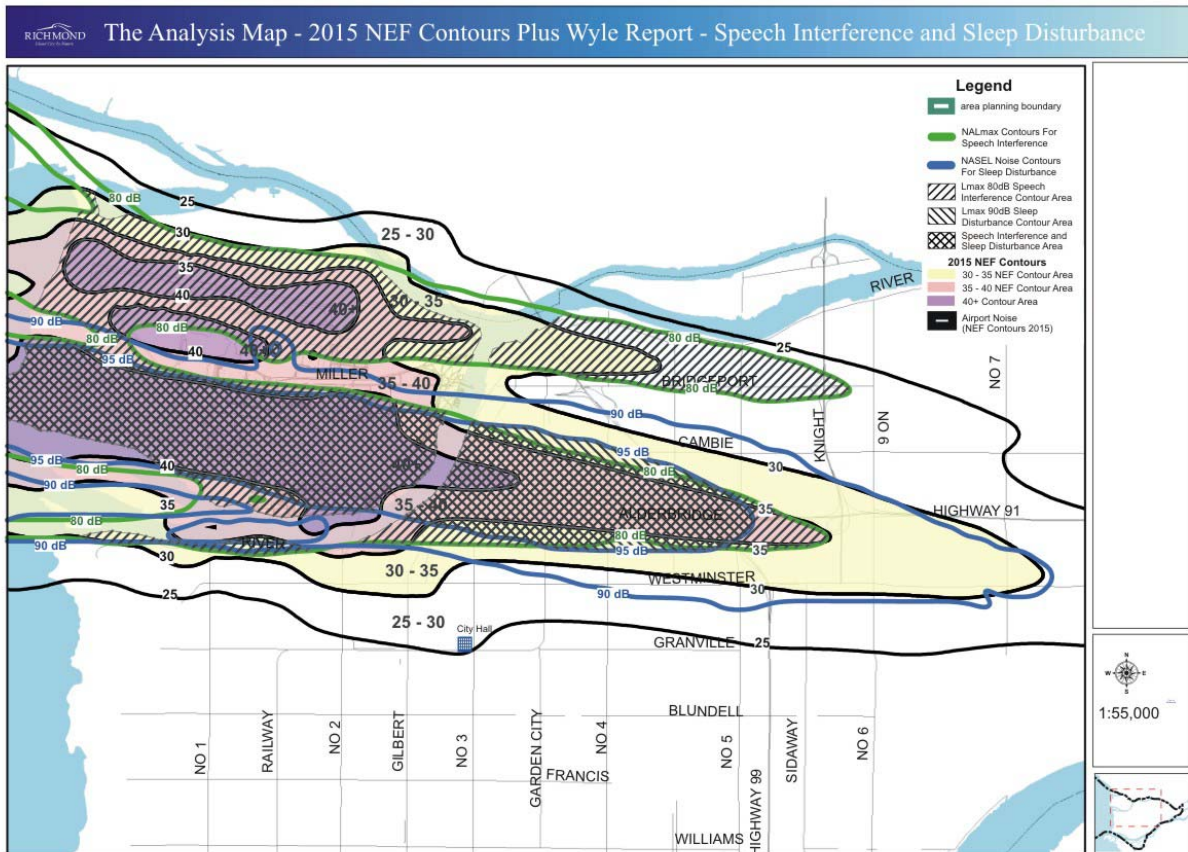 RICHMOND
The Analysis Map - 2015 NEF Contours Plus Wyle Report - Speech Interference and Sleep Disturbance
Legend
area planning boundary
NALmax Contours For
Speech Interference
NASEL Noise Contours
For Sleep Disturbance
Lmax 80dB Speech
Interference Contour Area
Lmax 90dB Sleep
Disturbance Contour Area
Speech Interference and
Sleep Disturbance Area
2015 NEF Contours
30 - 35 NEF Contour Area
35 - 40 NEF Contour Area
40+ Contour Area
Airport Noise
(NEF Contours 2015)
80 dB
25
30
25 - 30
35
40
40+
30 - 35
RIVER
90 dB
80 dB
80 dB
95 dB
40
MILLER
35 - 40
80 dB
25
BRIDGEPORT
80 dB
NO 7
90 dB
CAMBIE
KNIGHT
NO 6
95 dB
80 dB
90 dB
40
40+
95 dB
80 dB
30
35
80 dB
35 - 40
ALDERBRIDGE
35
HIGHWAY 91
90 dB
RIVER
80 dB
95 dB
35
30
30 - 35
WESTMINSTER
30
25
90 dB
25 - 30
City Hall
GRANVILLE
25
BLUNDELL
NO 1
RAILWAY
NO 2
GILBERT
NO 3
GARDEN CITY
NO 4
NO 5
HIGHWAY 99
SIDAWAY
NO 6
FRANCIS
WILLIAMS
N
W
E
S
1:55,000